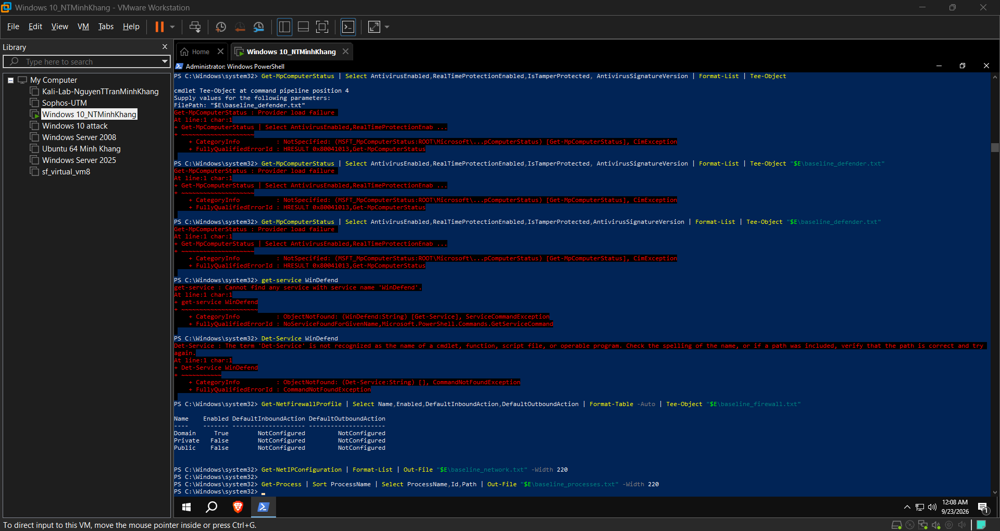 Windows 10_NTMinhKhang - VMware Workstation
File Edit View VM Tabs Help
Library
Type here to search
My Computer
Kali-Lab-NguyenTTranMinhKhang
Sophos-UTM
Windows 10_NTMinhKhang
Windows 10 attack
Windows Server 2008
Ubuntu 64 Minh Khang
Windows Server 2025
sf_virtual_vm8
Home
Windows 10_NTMinhKhang
Administrator: Windows PowerShell
PS C:\Windows\system32> Get-MpComputerStatus | Select AntivirusEnabled,RealTimeProtectionEnabled,IsTamperProtected, AntivirusSignatureVersion | Format-List | Tee-Object
cmdlet Tee-Object at command pipeline position 4
Supply values for the following parameters:
FilePath: "$E\baseline_defender.txt"
Get-MpComputerStatus : Provider load failure
At line:1 char:1
+ Get-MpComputerStatus | Select AntivirusEnabled,RealTimeProtectionEnab ...
+ ~~~~~~~~~~~~~~~~~~~~
+ CategoryInfo : NotSpecified: (MSFT_MpComputerStatus:ROOT\Microsoft\...pComputerStatus) [Get-MpComputerStatus], CimException
+ FullyQualifiedErrorId : HRESULT 0x80041013,Get-MpComputerStatus
PS C:\Windows\system32> Get-MpComputerStatus | Select AntivirusEnabled,RealTimeProtectionEnabled,IsTamperProtected, AntivirusSignatureVersion | Format-List | Tee-Object "$E\baseline_defender.txt"
Get-MpComputerStatus : Provider load failure
At line:1 char:1
+ Get-MpComputerStatus | Select AntivirusEnabled,RealTimeProtectionEnab ...
+ ~~~~~~~~~~~~~~~~~~~~
+ CategoryInfo : NotSpecified: (MSFT_MpComputerStatus:ROOT\Microsoft\...pComputerStatus) [Get-MpComputerStatus], CimException
+ FullyQualifiedErrorId : HRESULT 0x80041013,Get-MpComputerStatus
PS C:\Windows\system32> Get-MpComputerStatus | Select AntivirusEnabled,RealTimeProtectionEnabled,IsTamperProtected,AntivirusSignatureVersion | Format-List | Tee-Object "$E\baseline_defender.txt"
Get-MpComputerStatus : Provider load failure
At line:1 char:1
+ Get-MpComputerStatus | Select AntivirusEnabled,RealTimeProtectionEnab ...
+ ~~~~~~~~~~~~~~~~~~~~
+ CategoryInfo : NotSpecified: (MSFT_MpComputerStatus:ROOT\Microsoft\...pComputerStatus) [Get-MpComputerStatus], CimException
+ FullyQualifiedErrorId : HRESULT 0x80041013,Get-MpComputerStatus
PS C:\Windows\system32> get-service WinDefend
get-service : Cannot find any service with service name 'WinDefend'.
At line:1 char:1
+ get-service WinDefend
+ ~~~~~~~~~~~~~~~~~~~~~
+ CategoryInfo : ObjectNotFound: (WinDefend:String) [Get-Service], ServiceCommandException
+ FullyQualifiedErrorId : NoServiceFoundForGivenName,Microsoft.PowerShell.Commands.GetServiceCommand
PS C:\Windows\system32> Det-Service WinDefend
Det-Service : The term 'Det-Service' is not recognized as the name of a cmdlet, function, script file, or operable program. Check the spelling of the name, or if a path was included, verify that the path is correct and try
again.
At line:1 char:1
+ Det-Service WinDefend
+ ~~~~~~~~~~~
+ CategoryInfo : ObjectNotFound: (Det-Service:String) [], CommandNotFoundException
+ FullyQualifiedErrorId : CommandNotFoundException
PS C:\Windows\system32> Get-NetFirewallProfile | Select Name,Enabled,DefaultInboundAction,DefaultOutboundAction | Format-Table -Auto | Tee-Object "$E\baseline_firewall.txt"
Name Enabled DefaultInboundAction DefaultOutboundAction
---- ------- -------------------- ---------------------
Domain True NotConfigured NotConfigured
Private False NotConfigured NotConfigured
Public False NotConfigured NotConfigured
PS C:\Windows\system32> Get-NetIPConfiguration | Format-List | Out-File "$E\baseline_network.txt" -Width 220
PS C:\Windows\system32>
PS C:\Windows\system32> Get-Process | Sort ProcessName | Select ProcessName,Id,Path | Out-File "$E\baseline_processes.txt" -Width 220
PS C:\Windows\system32>
12:08 AM
9/23/2026
1
To direct input to this VM, move the mouse pointer inside or press Ctrl+G.